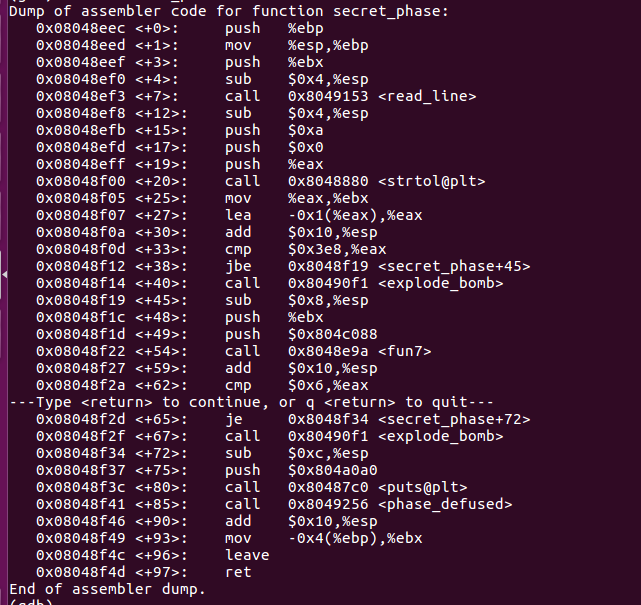 Dump of assembler code for function secret_phase:
0x08048eec <+0>: push %ebp
0x08048eed <+1>: mov %esp,%ebp
0x08048eef <+3>: push %ebx
0x08048ef0 <+4>: sub $0x4,%esp
0x08048ef3 <+7>: call 0x8049153 <read_line>
0x08048ef8 <+12>: sub $0x4,%esp
0x08048efb <+15>: push $0xa
0x08048efd <+17>: push $0x0
0x08048eff <+19>: push %eax
0x08048f00 <+20>: call 0x8048880 <strtol@plt>
0x08048f05 <+25>: mov %eax,%ebx
0x08048f07 <+27>: lea -0x1(%eax),%eax
0x08048f0a <+30>: add $0x10,%esp
0x08048f0d <+33>: cmp $0x3e8,%eax
0x08048f12 <+38>: jbe 0x8048f19 <secret_phase+45>
0x08048f14 <+40>: call 0x80490f1 <explode_bomb>
0x08048f19 <+45>: sub $0x8,%esp
0x08048f1c <+48>: push %ebx
0x08048f1d <+49>: push $0x804c088
0x08048f22 <+54>: call 0x8048e9a <fun7>
0x08048f27 <+59>: add $0x10,%esp
0x08048f2a <+62>: cmp $0x6,%eax
---Type <return> to continue, or q <return> to quit---
0x08048f2d <+65>: je 0x8048f34 <secret_phase+72>
0x08048f2f <+67>: call 0x80490f1 <explode_bomb>
0x08048f34 <+72>: sub $0xc,%esp
0x08048f37 <+75>: push $0x804a0a0
0x08048f3c <+80>: call 0x80487c0 <puts@plt>
0x08048f41 <+85>: call 0x8049256 <phase_defused>
0x08048f46 <+90>: add $0x10,%esp
0x08048f49 <+93>: mov -0x4(%ebp),%ebx
0x08048f4c <+96>: leave
0x08048f4d <+97>: ret
End of assembler dump.